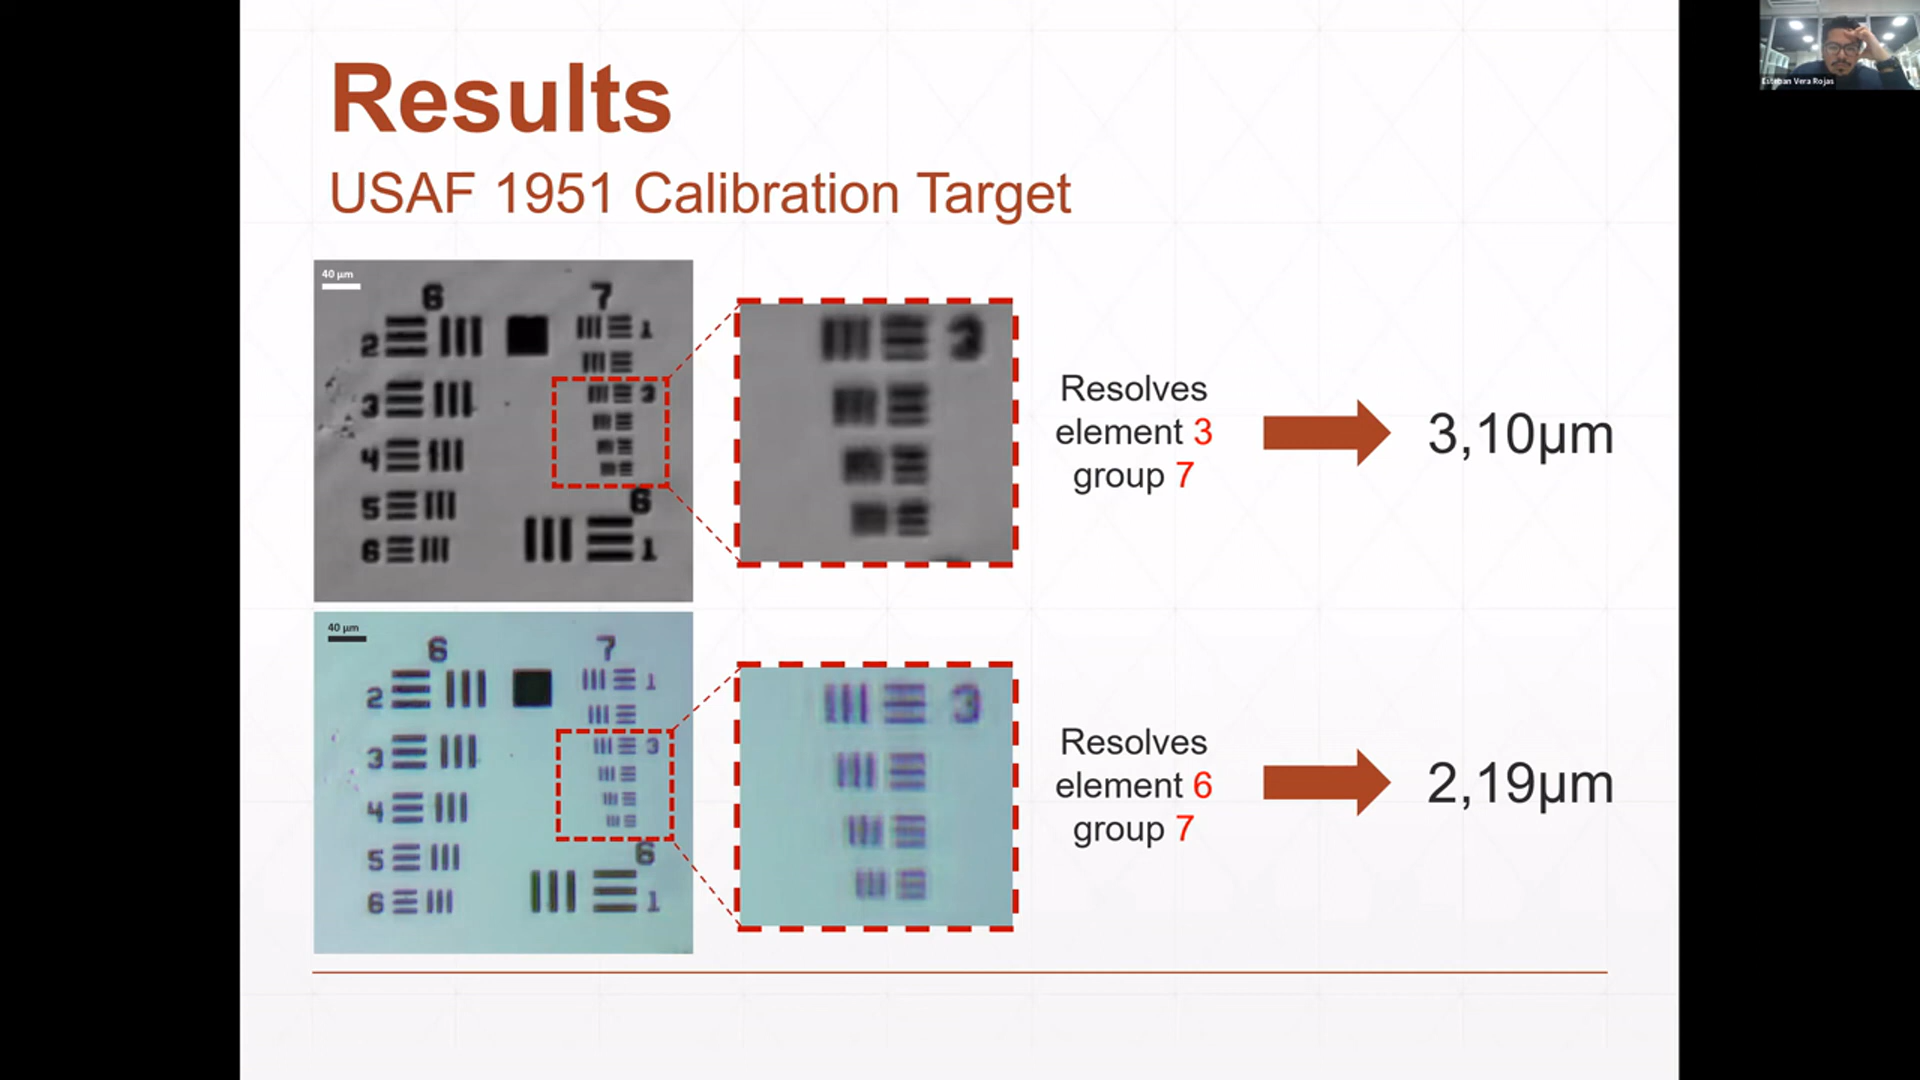 Results
USAF 1951 Calibration Target
Esteban Vera Rojas
40 µm
6
7
2
1
3
3
4
5
6
6
1
3
Resolves
element 3
group 7
3,10µm
40 µm
6
7
2
1
3
3
4
5
6
6
1
3
Resolves
element 6
group 7
2,19µm